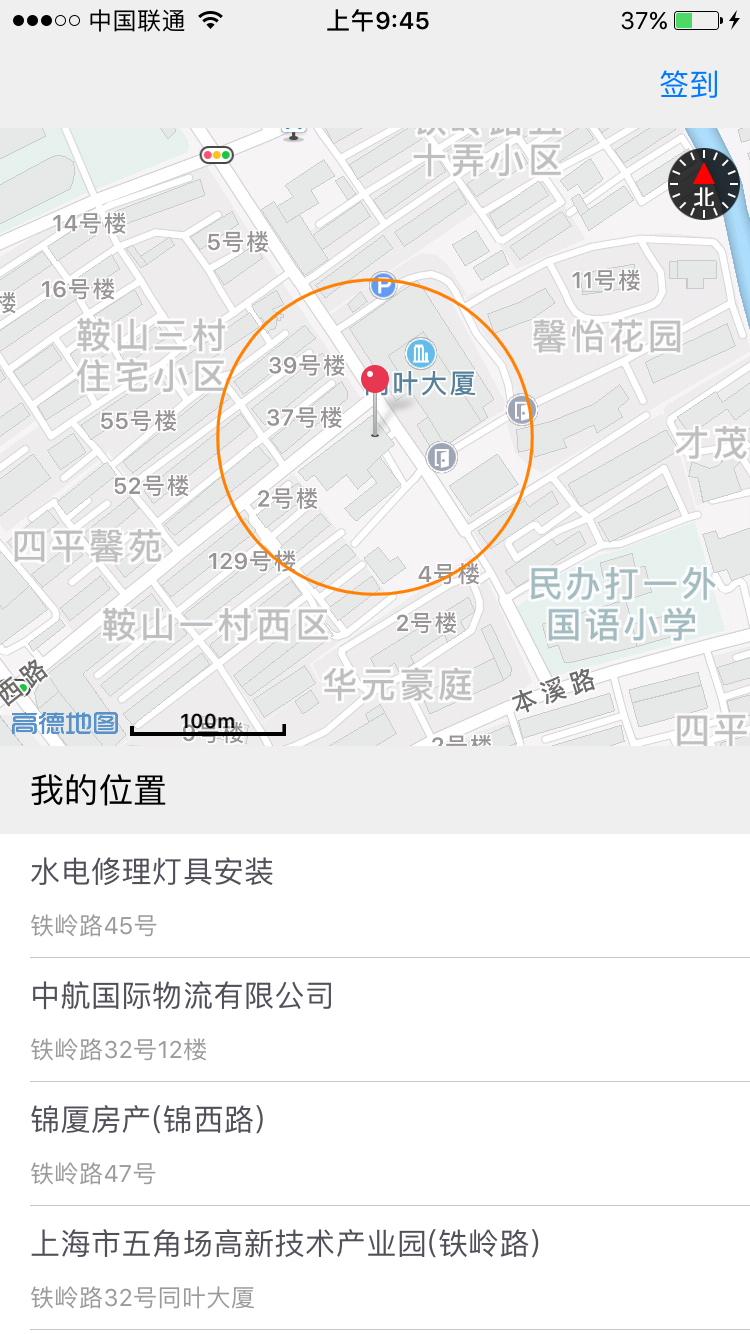 中国联通
上午9:45
37%
签到
十弄小区
北
14号楼
5号楼
16号楼
楼
11号楼
鞍山三村
住宅小区
馨怡花园
39号楼
同叶大厦
37号楼
55号楼
才茂
52号楼
2号楼
四平馨苑
129号楼
4号楼
民办打一外
国语小学
鞍山一村西区
2号楼
华元豪庭
西路
本溪路
高德地图
100m
9号楼
2号楼
四平
我的位置
水电修理灯具安装
铁岭路45号
中航国际物流有限公司
铁岭路32号12楼
锦厦房产(锦西路)
铁岭路47号
上海市五角场高新技术产业园(铁岭路)
铁岭路32号同叶大厦